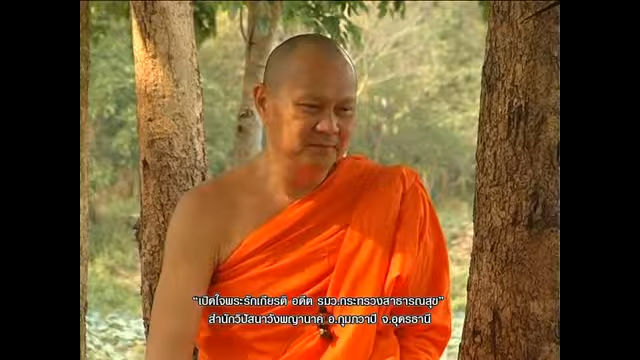 "เปิดใจพระรักเกียรติ อดีต รมว.กระทรวงสาธารณสุข"
สำนักวิปัสนาวังพญานาค อ.กุมภวาปี จ.อุดรธานี